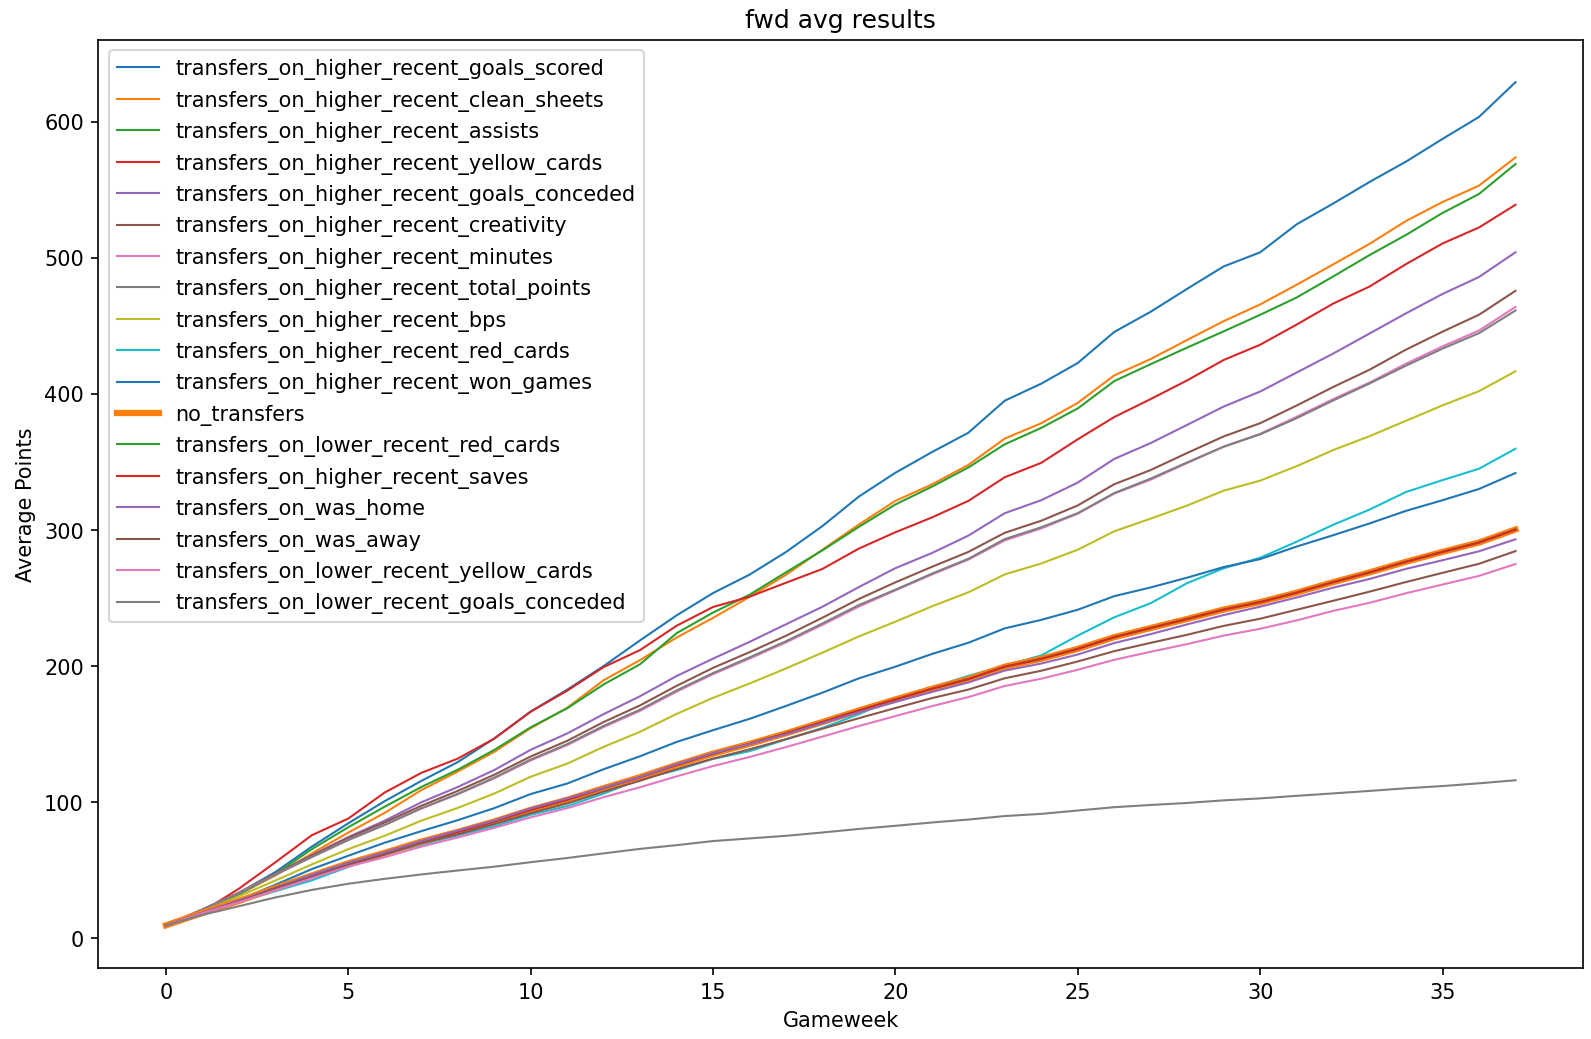 fwd avg results
transfers_on_higher_recent_goals_scored
transfers_on_higher_recent_clean_sheets
transfers_on_higher_recent_assists
transfers_on_higher_recent_yellow_cards
transfers_on_higher_recent_goals_conceded
transfers_on_higher_recent_creativity
transfers_on_higher_recent_minutes
transfers_on_higher_recent_total_points
transfers_on_higher_recent_bps
transfers_on_higher_recent_red_cards
transfers_on_higher_recent_won_games
no_transfers
transfers_on_lower_recent_red_cards
transfers_on_higher_recent_saves
transfers_on_was_home
transfers_on_was_away
transfers_on_lower_recent_yellow_cards
transfers_on_lower_recent_goals_conceded
600
500
400
300
200
100
0
Average Points
0 5 10 15 20 25 30 35
Gameweek